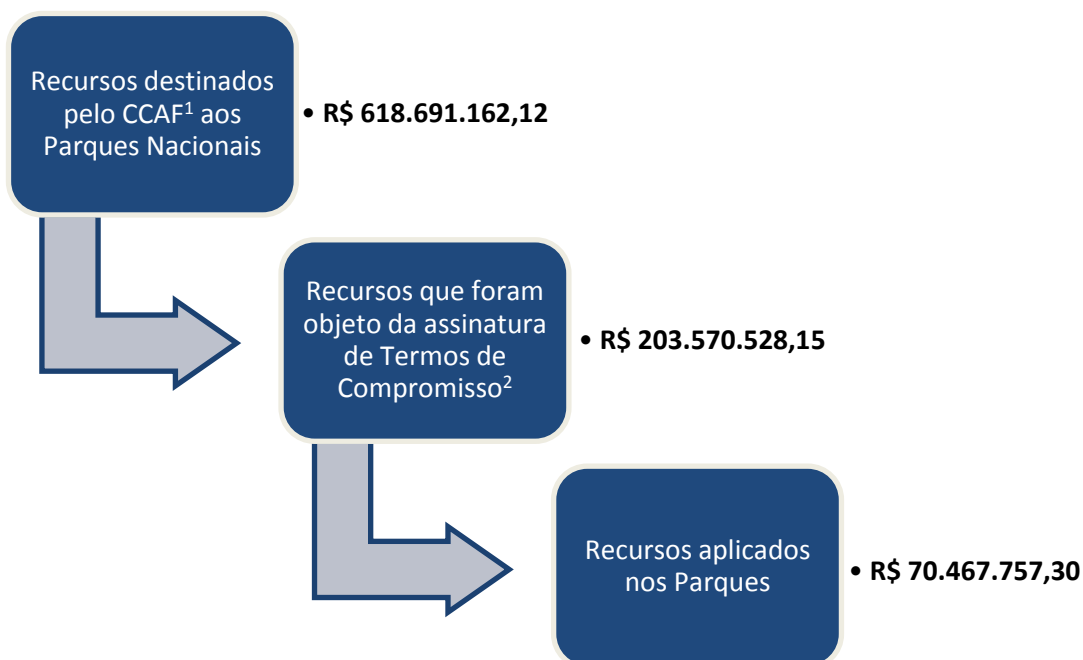 Recursos destinados
pelo CCAF¹ aos
Parques Nacionais
• R$ 618.691.162,12
Recursos que foram
objeto da assinatura
de Termos de
Compromisso²
• R$ 203.570.528,15
Recursos aplicados
nos Parques
• R$ 70.467.757,30